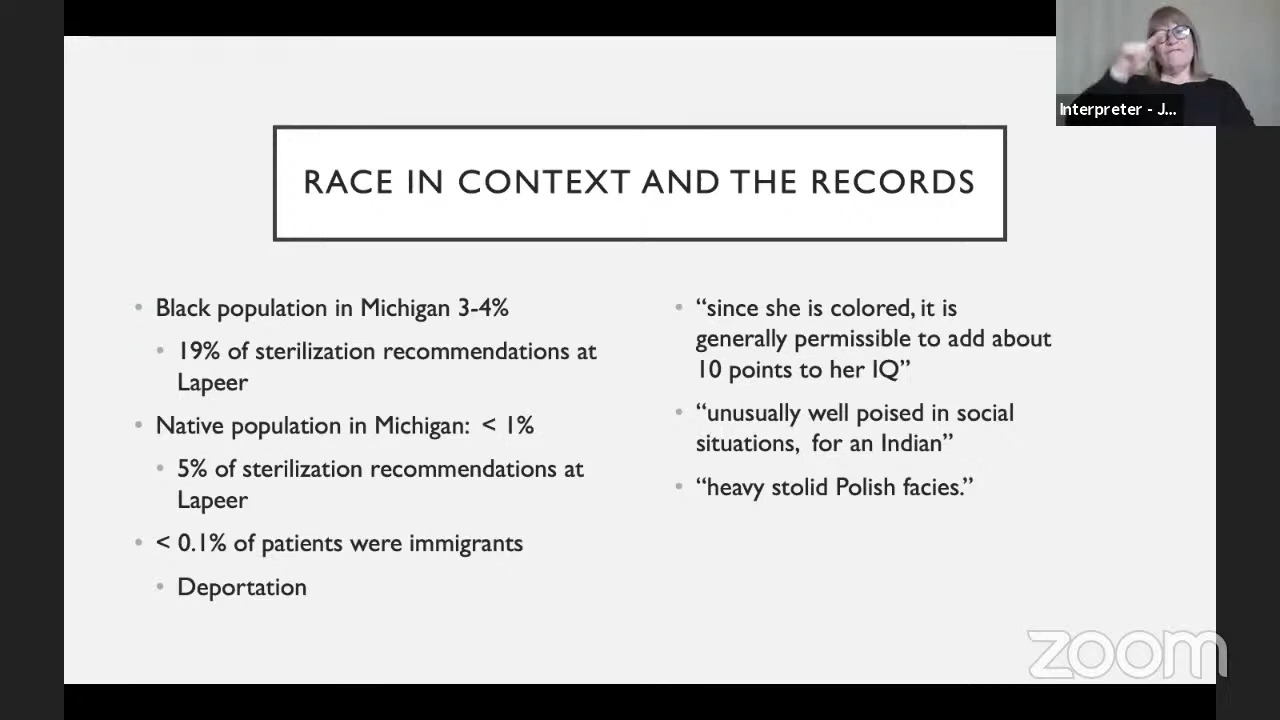 Interpreter - J...
RACE IN CONTEXT AND THE RECORDS
• Black population in Michigan 3-4%
• 19% of sterilization recommendations at
Lapeer
• Native population in Michigan: < 1%
• 5% of sterilization recommendations at
Lapeer
• < 0.1% of patients were immigrants
• Deportation
• “since she is colored, it is
generally permissible to add about
10 points to her IQ”
• “unusually well poised in social
situations, for an Indian”
• “heavy stolid Polish facies.”
zoom